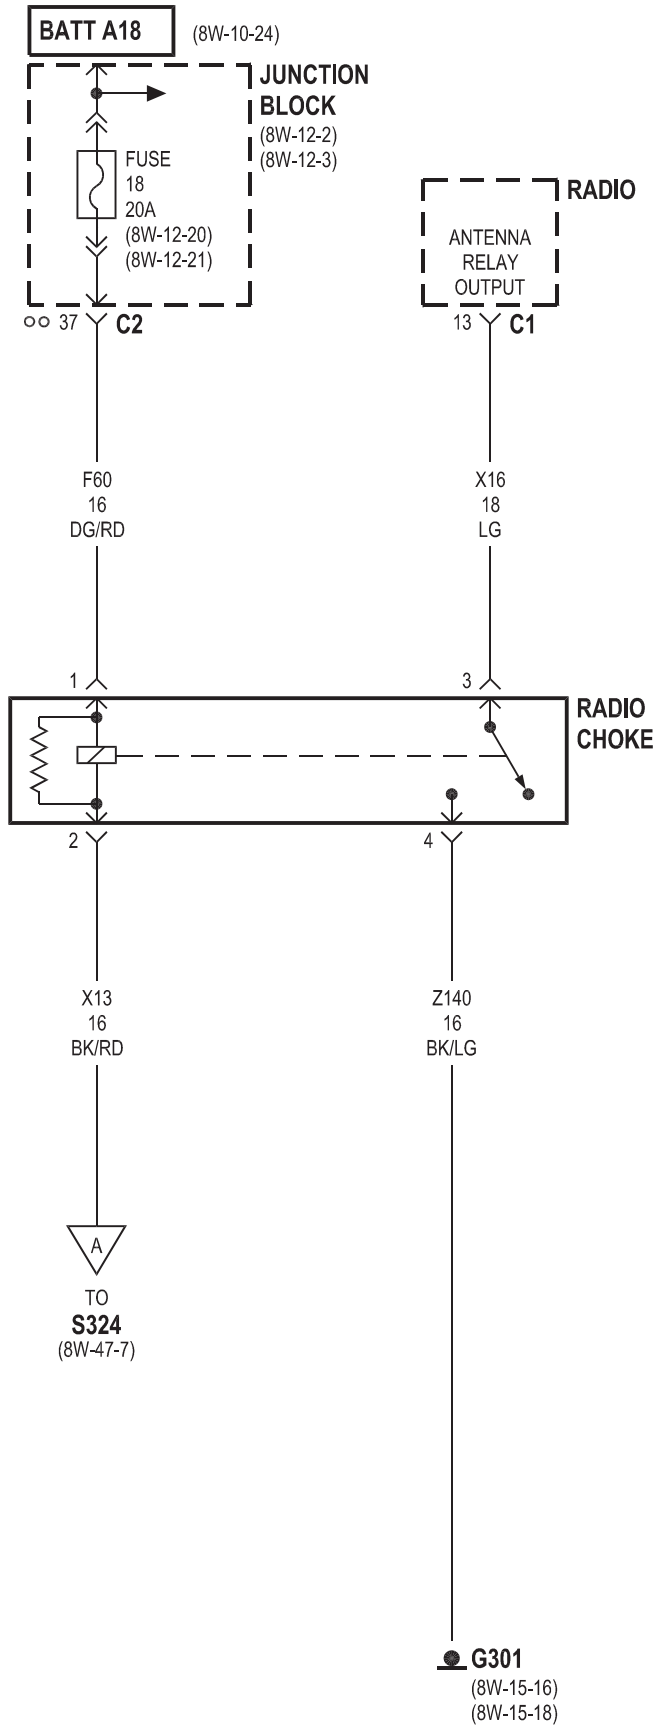 BATT A18
(8W-10-24)
JUNCTION
BLOCK
(8W-12-2)
(8W-12-3)
FUSE
18
20A
(8W-12-20)
(8W-12-21)
RADIO
ANTENNA
RELAY
OUTPUT
37
C2
13
C1
F60
16
DG/RD
X16
18
LG
1
3
RADIO
CHOKE
2
4
X13
16
BK/RD
Z140
16
BK/LG
A
TO
S324
(8W-47-7)
G301
(8W-15-16)
(8W-15-18)